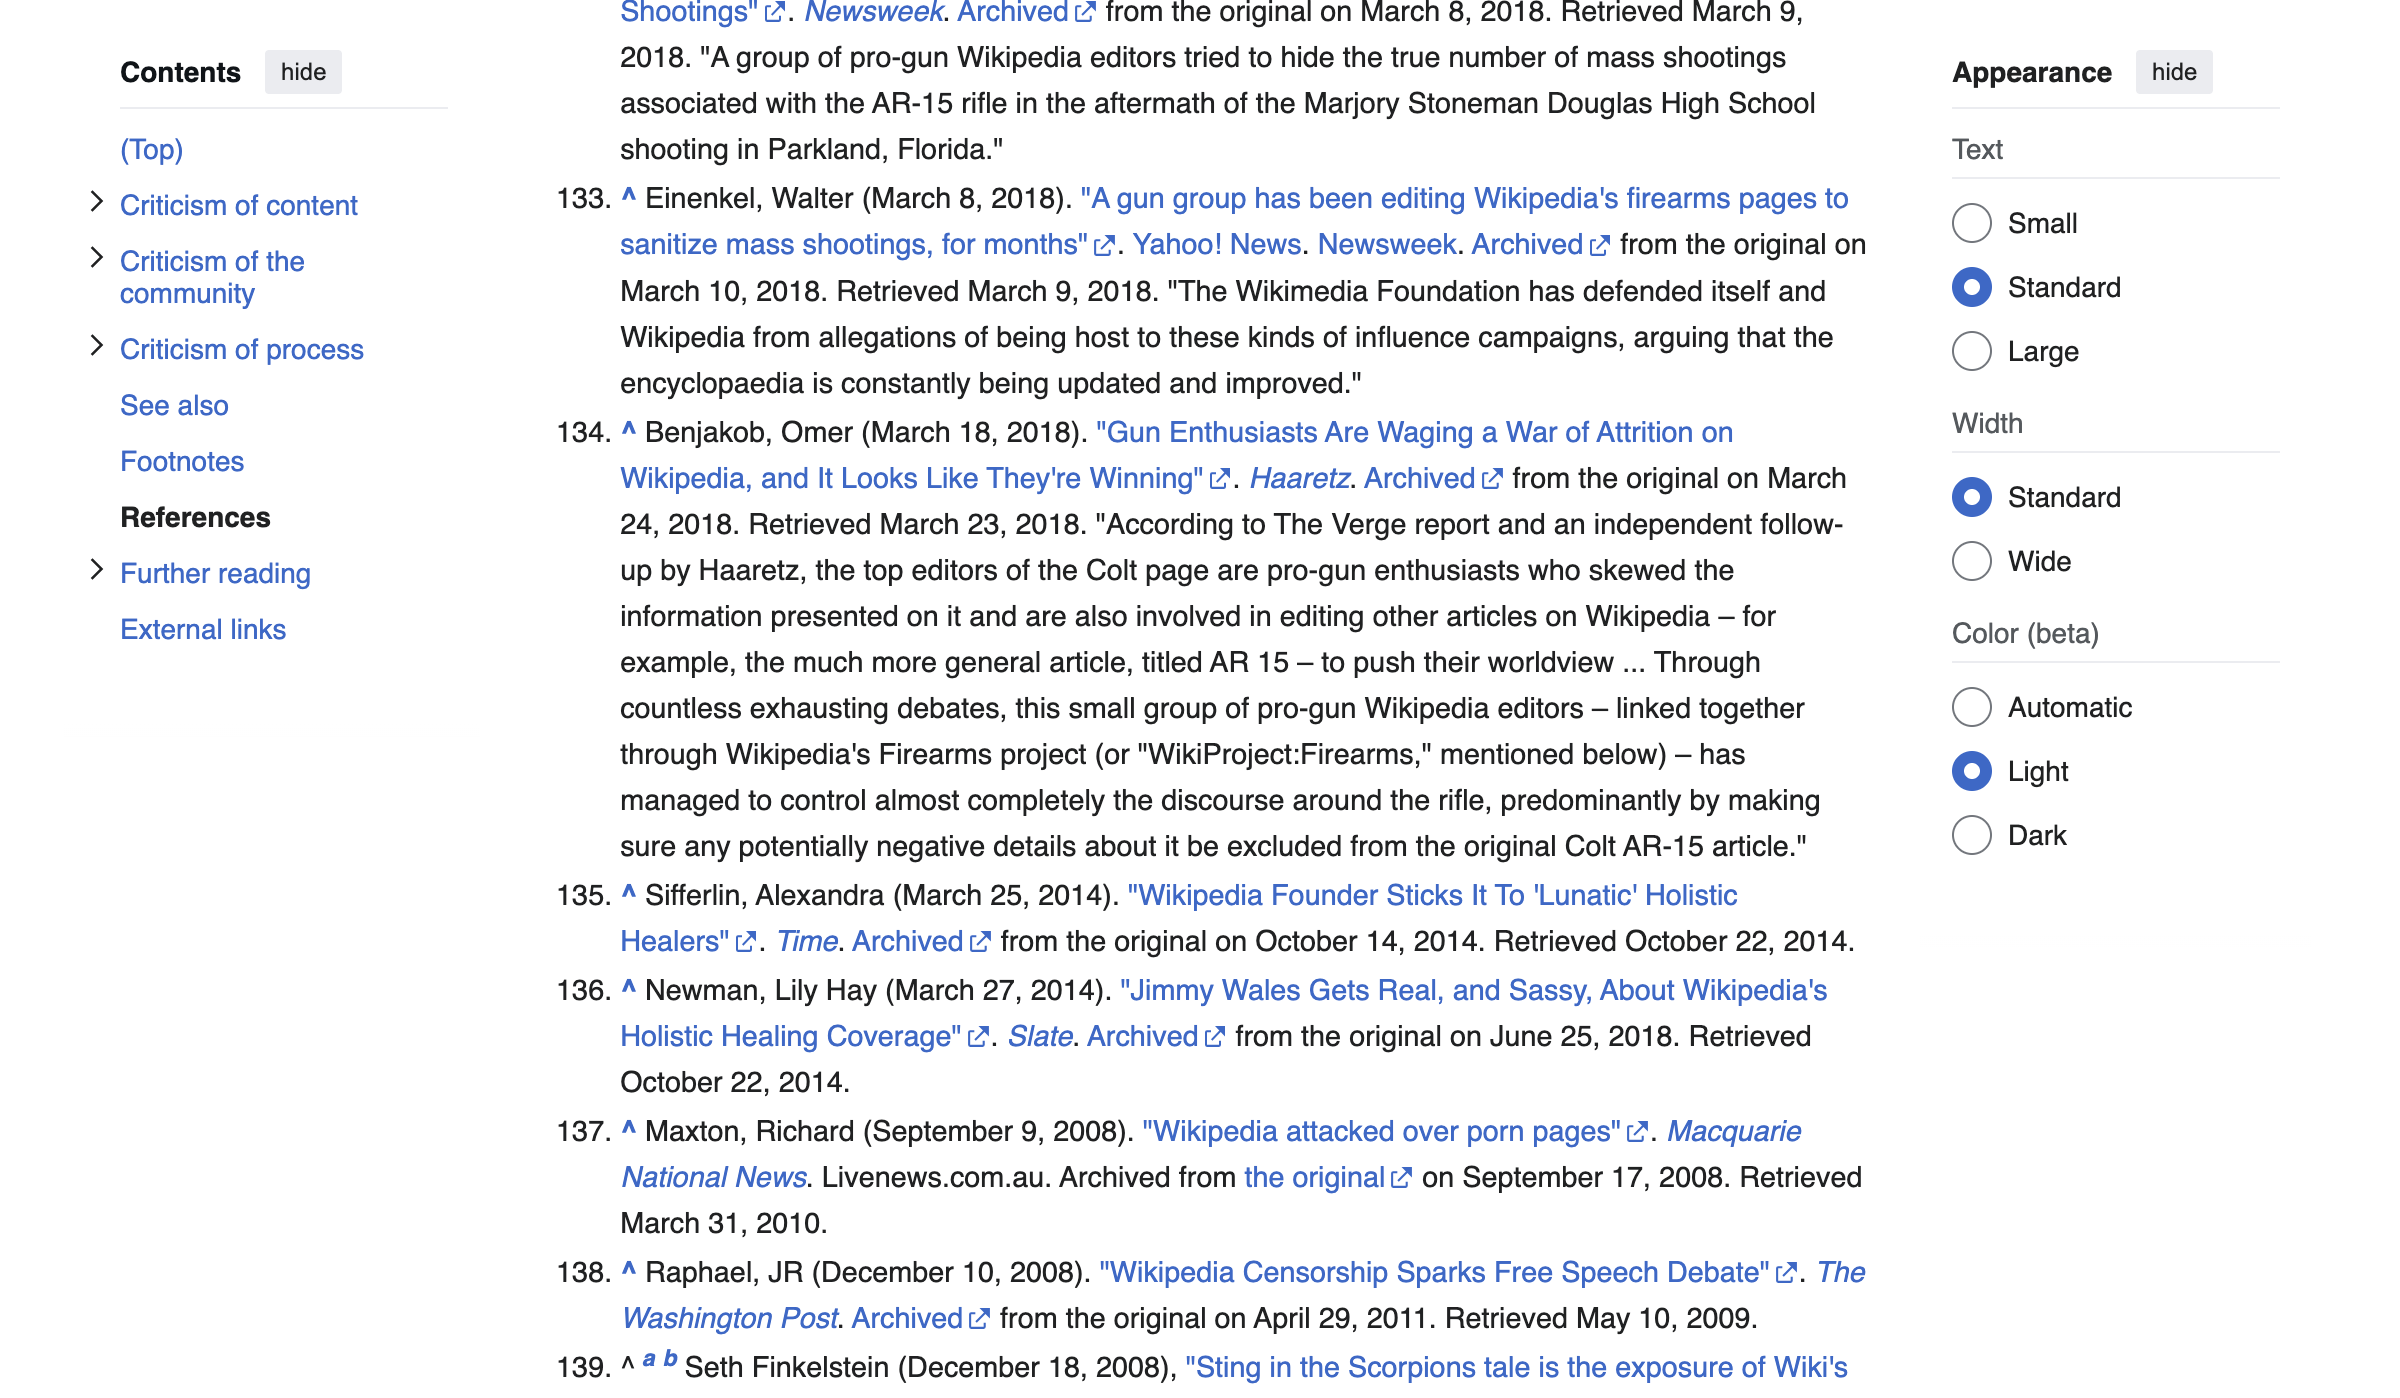 Contents hide
(Top)
Criticism of content
Criticism of the
community
Criticism of process
See also
Footnotes
References
Further reading
External links
Shootings". Newsweek. Archived from the original on March 8, 2018. Retrieved March 9,
2018. "A group of pro-gun Wikipedia editors tried to hide the true number of mass shootings
associated with the AR-15 rifle in the aftermath of the Marjory Stoneman Douglas High School
shooting in Parkland, Florida."
133. ^ Einenkel, Walter (March 8, 2018). "A gun group has been editing Wikipedia's firearms pages to
sanitize mass shootings, for months". Yahoo! News. Newsweek. Archived from the original on
March 10, 2018. Retrieved March 9, 2018. "The Wikimedia Foundation has defended itself and
Wikipedia from allegations of being host to these kinds of influence campaigns, arguing that the
encyclopaedia is constantly being updated and improved."
134. ^ Benjakob, Omer (March 18, 2018). "Gun Enthusiasts Are Waging a War of Attrition on
Wikipedia, and It Looks Like They're Winning". Haaretz. Archived from the original on March
24, 2018. Retrieved March 23, 2018. "According to The Verge report and an independent follow-
up by Haaretz, the top editors of the Colt page are pro-gun enthusiasts who skewed the
information presented on it and are also involved in editing other articles on Wikipedia – for
example, the much more general article, titled AR 15 – to push their worldview ... Through
countless exhausting debates, this small group of pro-gun Wikipedia editors – linked together
through Wikipedia's Firearms project (or "WikiProject:Firearms," mentioned below) – has
managed to control almost completely the discourse around the rifle, predominantly by making
sure any potentially negative details about it be excluded from the original Colt AR-15 article."
135. ^ Sifferlin, Alexandra (March 25, 2014). "Wikipedia Founder Sticks It To 'Lunatic' Holistic
Healers". Time. Archived from the original on October 14, 2014. Retrieved October 22, 2014.
136. ^ Newman, Lily Hay (March 27, 2014). "Jimmy Wales Gets Real, and Sassy, About Wikipedia's
Holistic Healing Coverage". Slate. Archived from the original on June 25, 2018. Retrieved
October 22, 2014.
137. ^ Maxton, Richard (September 9, 2008). "Wikipedia attacked over porn pages". Macquarie
National News. Livenews.com.au. Archived from the original on September 17, 2008. Retrieved
March 31, 2010.
138. ^ Raphael, JR (December 10, 2008). "Wikipedia Censorship Sparks Free Speech Debate". The
Washington Post. Archived from the original on April 29, 2011. Retrieved May 10, 2009.
139. ^ a b Seth Finkelstein (December 18, 2008), "Sting in the Scorpions tale is the exposure of Wiki's
Appearance hide
Text
Small
Standard
Large
Width
Standard
Wide
Color (beta)
Automatic
Light
Dark